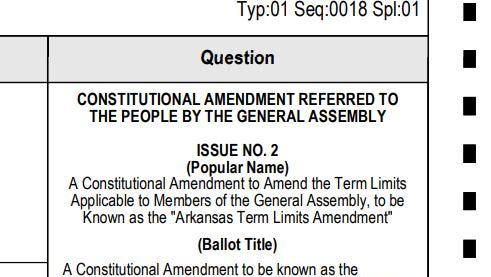 Typ:01 Seq:0018 Spl:01
Question
CONSTITUTIONAL AMENDMENT REFERRED TO
THE PEOPLE BY THE GENERAL ASSEMBLY
ISSUE NO. 2
(Popular Name)
A Constitutional Amendment to Amend the Term Limits
Applicable to Members of the General Assembly, to be
Known as the "Arkansas Term Limits Amendment"
(Ballot Title)
A Constitutional Amendment to be known as the